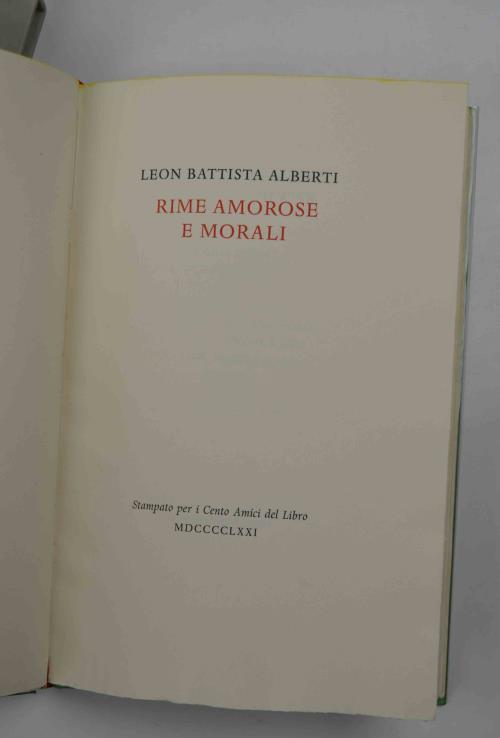 LEON BATTISTA ALBERTI
RIME AMOROSE
E MORALI
Stampato per i Cento Amici del Libro
MDCCCCLXXI